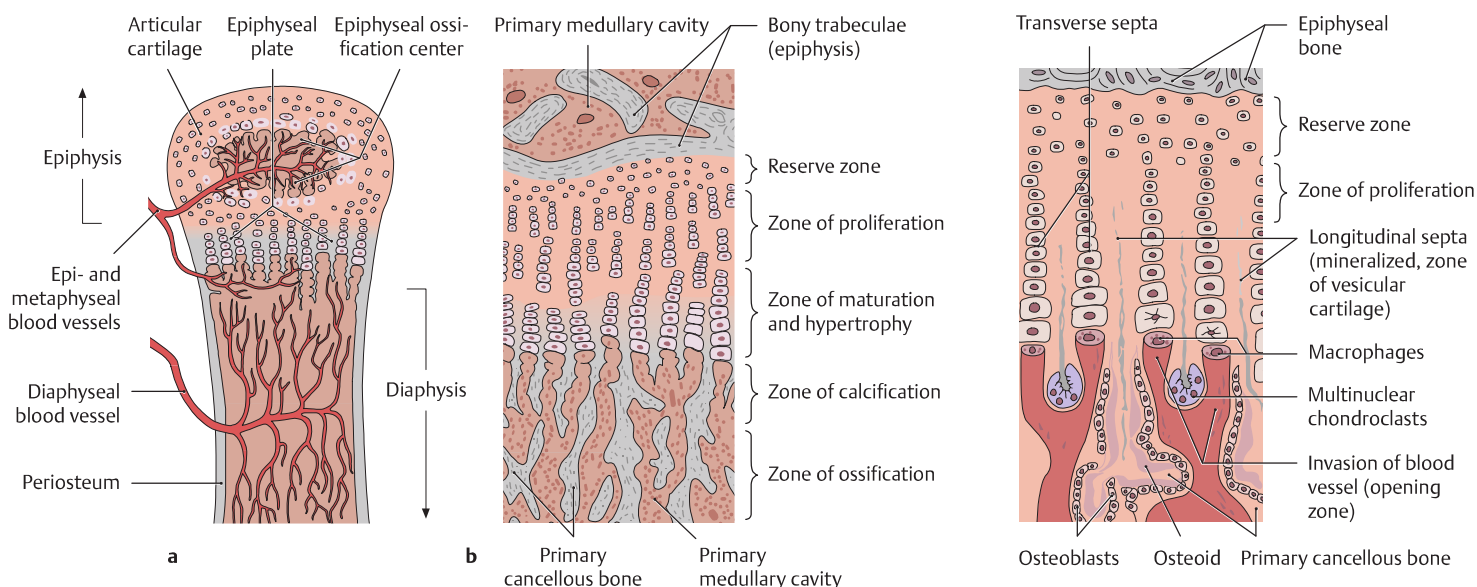 Articular
cartilage
Epiphyseal
plate
Epiphyseal ossi-
fication center
Epiphysis
Epi- and
metaphyseal
blood vessels
Diaphyseal
blood vessel
Diaphysis
Periosteum
a
Primary medullary cavity
Bony trabeculae
(epiphysis)
Reserve zone
Zone of proliferation
Zone of maturation
and hypertrophy
Zone of calcification
Zone of ossification
b
Primary
cancellous bone
Primary
medullary cavity
Transverse septa
Epiphyseal
bone
Reserve zone
Zone of proliferation
Longitudinal septa
(mineralized, zone
of vesicular
cartilage)
Macrophages
Multinuclear
chondroclasts
Invasion of blood
vessel (opening
zone)
Osteoblasts
Osteoid
Primary cancellous bone